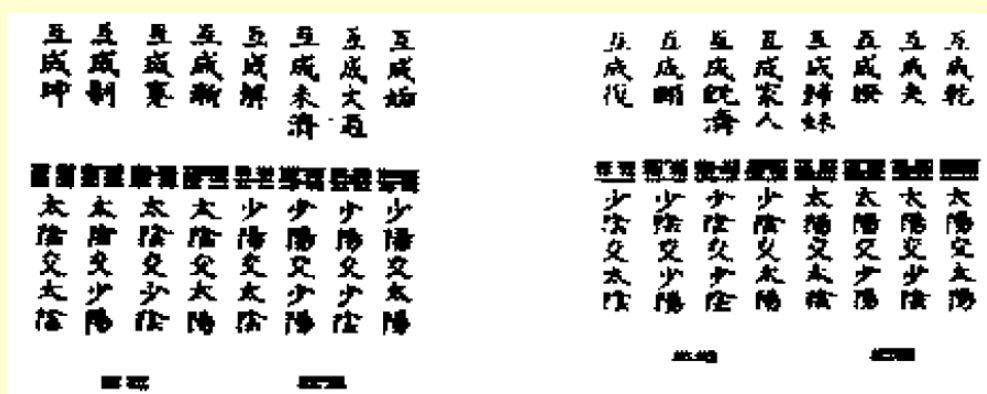 互成乾
互成夬
互成睽
互成歸妹
互成家人
互成既濟
互成頤
互成復
互成姤
互成大過
互成未濟
互成解
互成漸
互成蹇
互成剝
互成坤
太陽交太陽
太陽交少陰
太陽交少陽
太陽交太陰
少陰交太陽
少陰交少陰
少陰交少陽
少陰交太陰
少陽交太陽
少陽交少陰
少陽交少陽
少陽交太陰
太陰交太陽
太陰交少陰
太陰交少陽
太陰交太陰